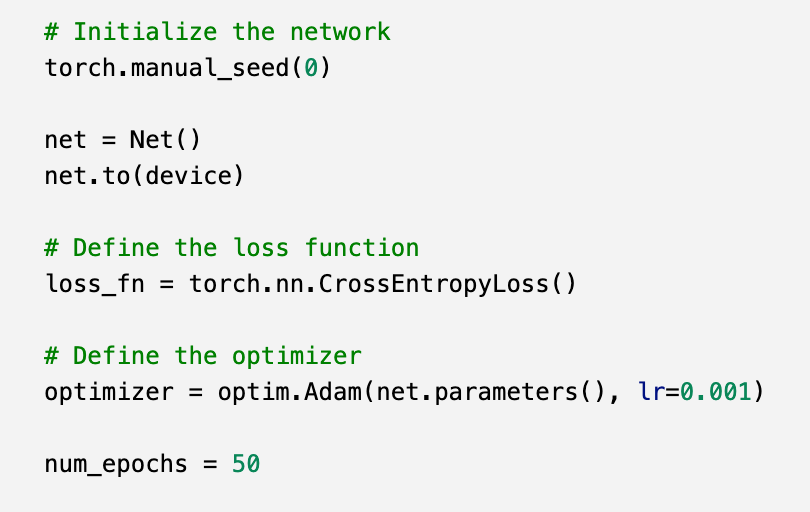 # Initialize the network
torch.manual_seed(0)
net = Net()
net.to(device)
# Define the loss function
loss_fn = torch.nn.CrossEntropyLoss()
# Define the optimizer
optimizer = optim.Adam(net.parameters(), lr=0.001)
num_epochs = 50